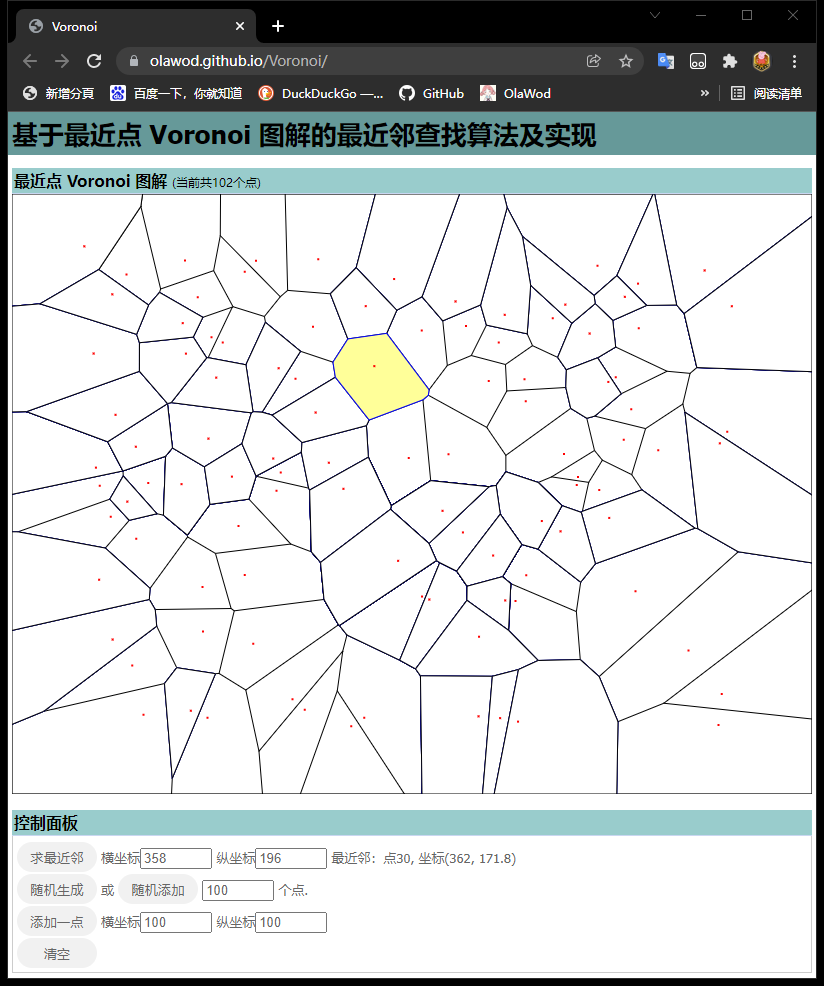 Voronoi
olawod.github.io/Voronoi/
新增分頁 百度一下，你就知道 DuckDuckGo —... GitHub OlaWod » 阅读清单
基于最近点 Voronoi 图解的最近邻查找算法及实现
最近点 Voronoi 图解 (当前共102个点)
控制面板
求最近邻 横坐标 358 纵坐标 196 最近邻：点30, 坐标(362, 171.8)
随机生成 或 随机添加 100 个点.
添加一点 横坐标 100 纵坐标 100
清空